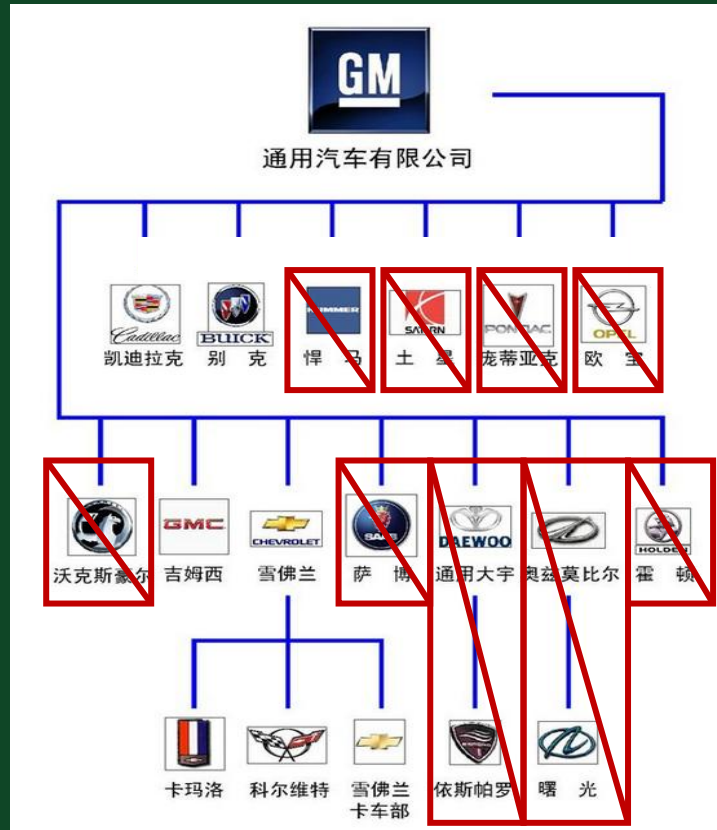 GM
通用汽车有限公司
Cadillac
BUICK
HUMMER
SATURN
PONTIAC
OPEL
凯迪拉克
别 克
悍 马
土 星
庞蒂亚克
欧 宝
GMC
CHEVROLET
SAAB
DAEWOO
HOLDEN
沃克斯豪尔
吉姆西
雪佛兰
萨 博
通用大宇
奥兹莫比尔
霍 顿
卡玛洛
科尔维特
雪佛兰
卡车部
依斯帕罗
曙 光